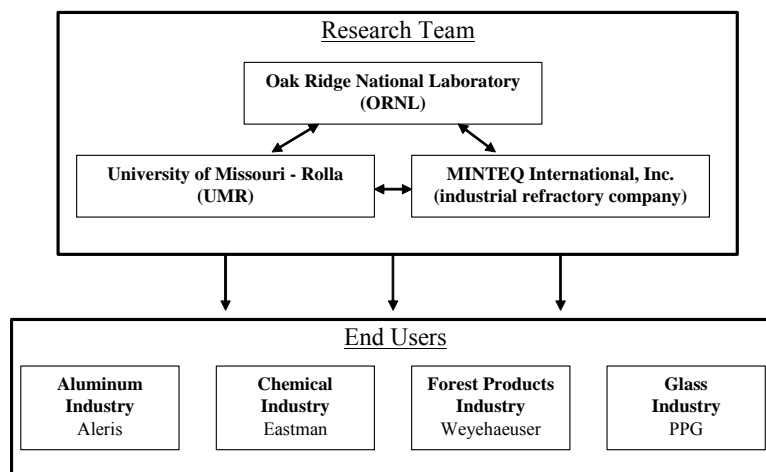 Research Team
Oak Ridge National Laboratory
(ORNL)
University of Missouri - Rolla
(UMR)
MINTEQ International, Inc.
(industrial refractory company)
End Users
Aluminum
Industry
Aleris
Chemical
Industry
Eastman
Forest Products
Industry
Weyehaeuser
Glass
Industry
PPG